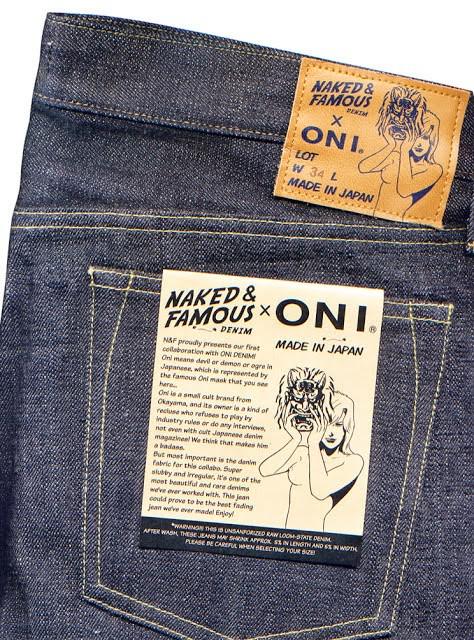 NAKED &
FAMOUS
DENIM
×
ONI®
LOT
W 34 L
MADE IN JAPAN
NAKED &
FAMOUS
DENIM
×
ONI®
MADE IN JAPAN
N&F proudly presents our first
collaboration with ONI DENIM!
Oni means devil or demon or ogre in
Japanese, which is represented by
the famous Oni mask that you see
here...
Oni is a small cult brand from
Okayama, and its owner is a kind of
recluse who refuses to play by
industry rules or do any interviews,
not even with cult Japanese denim
magazines! We think that makes him
a badass.
But most important is the denim
fabric for this collabo. Super
slubby and irregular, it's one of the
most beautiful and rare denims
we've ever worked with. This jean
could prove to be the best fading
jean we've ever made! Enjoy!
*WARNING!! THIS IS UNSANFORIZED RAW LOOM-STATE DENIM.
AFTER WASH, THESE JEANS MAY SHRINK APPROX. 5% IN LENGTH AND 5% IN WIDTH.
PLEASE BE CAREFUL WHEN SELECTING YOUR SIZE!